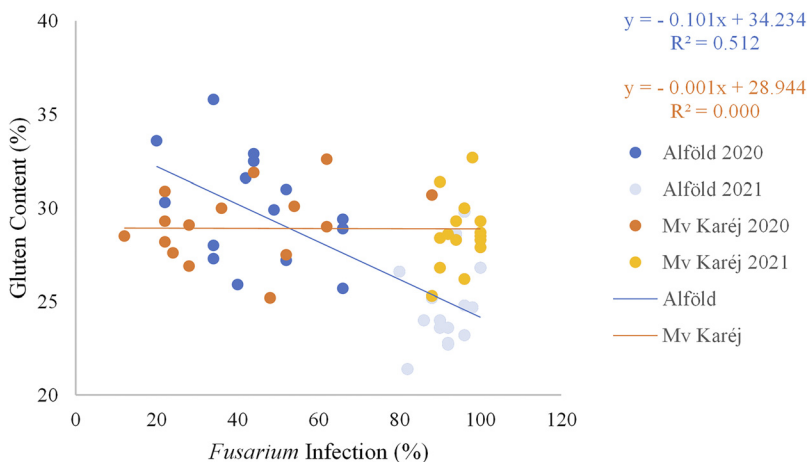 y = - 0.101x + 34.234
R² = 0.512
y = - 0.001x + 28.944
R² = 0.000
40
35
30
25
20
Gluten Content (%)
0 20 40 60 80 100 120
Fusarium Infection (%)
Alföld 2020
Alföld 2021
Mv Karéj 2020
Mv Karéj 2021
Alföld
Mv Karéj